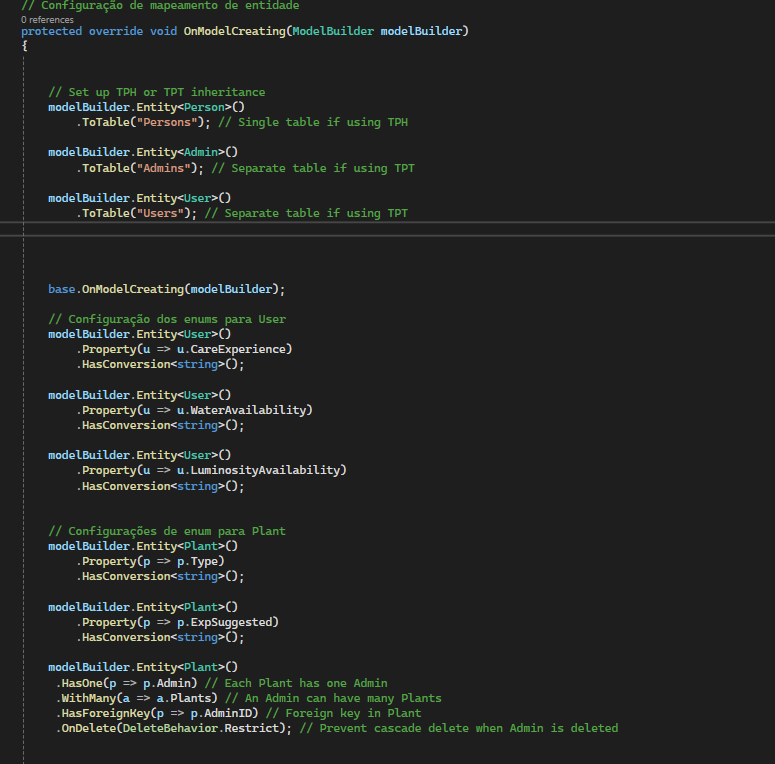 // Configuração de mapeamento de entidade
0 references
protected override void OnModelCreating(ModelBuilder modelBuilder)
{
// Set up TPH or TPT inheritance
modelBuilder.Entity<Person>()
.ToTable("Persons"); // Single table if using TPH
modelBuilder.Entity<Admin>()
.ToTable("Admins"); // Separate table if using TPT
modelBuilder.Entity<User>()
.ToTable("Users"); // Separate table if using TPT
base.OnModelCreating(modelBuilder);
// Configuração dos enums para User
modelBuilder.Entity<User>()
.Property(u => u.CareExperience)
.HasConversion<string>();
modelBuilder.Entity<User>()
.Property(u => u.WaterAvailability)
.HasConversion<string>();
modelBuilder.Entity<User>()
.Property(u => u.LuminosityAvailability)
.HasConversion<string>();
// Configurações de enum para Plant
modelBuilder.Entity<Plant>()
.Property(p => p.Type)
.HasConversion<string>();
modelBuilder.Entity<Plant>()
.Property(p => p.ExpSuggested)
.HasConversion<string>();
modelBuilder.Entity<Plant>()
.HasOne(p => p.Admin) // Each Plant has one Admin
.WithMany(a => a.Plants) // An Admin can have many Plants
.HasForeignKey(p => p.AdminID) // Foreign key in Plant
.OnDelete(DeleteBehavior.Restrict); // Prevent cascade delete when Admin is deleted